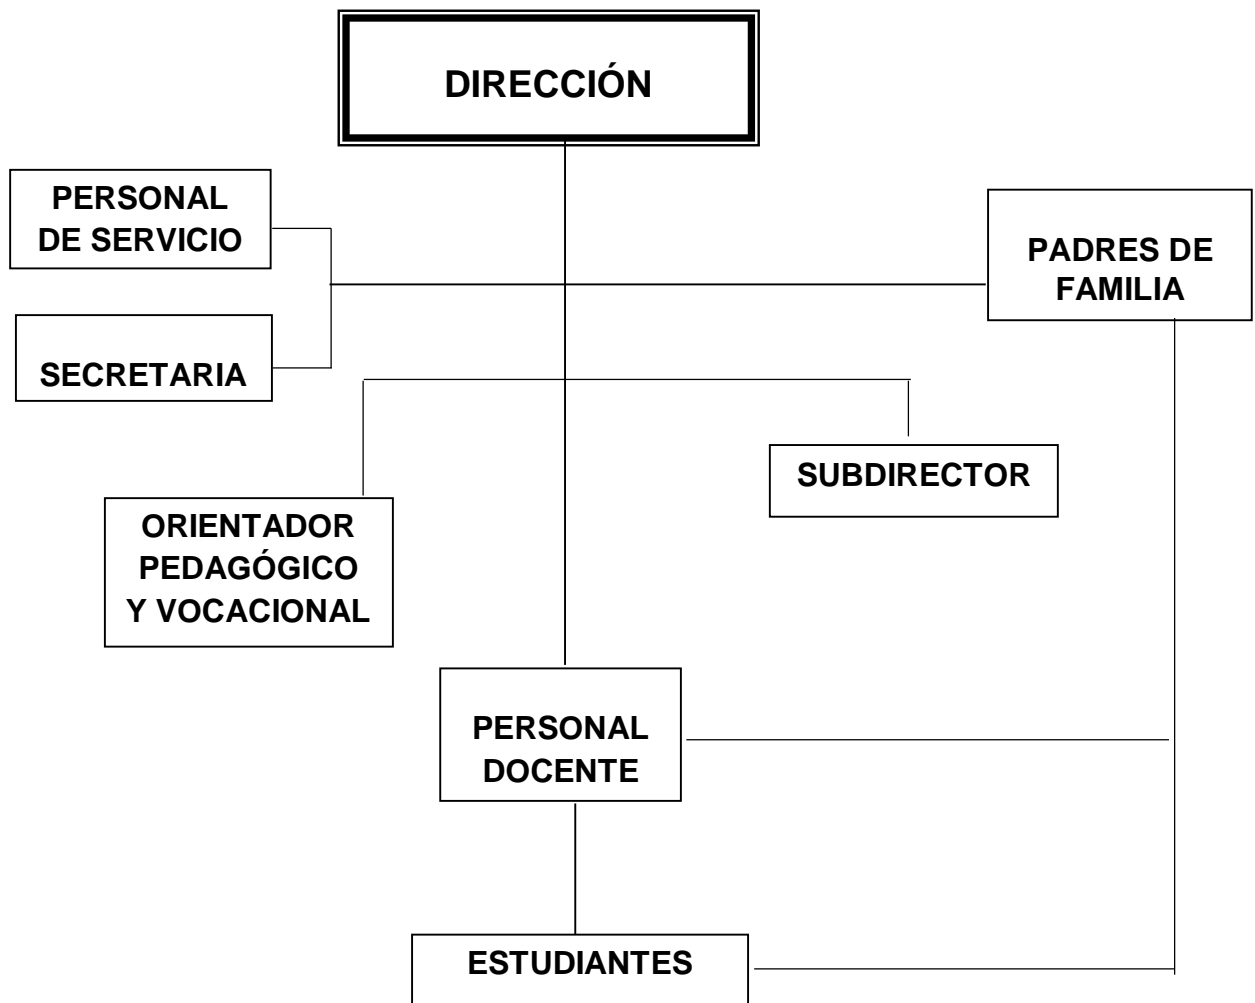 DIRECCIÓN
PERSONAL
DE SERVICIO
PADRES DE
FAMILIA
SECRETARIA
SUBDIRECTOR
ORIENTADOR
PEDAGÓGICO
Y VOCACIONAL
PERSONAL
DOCENTE
ESTUDIANTES